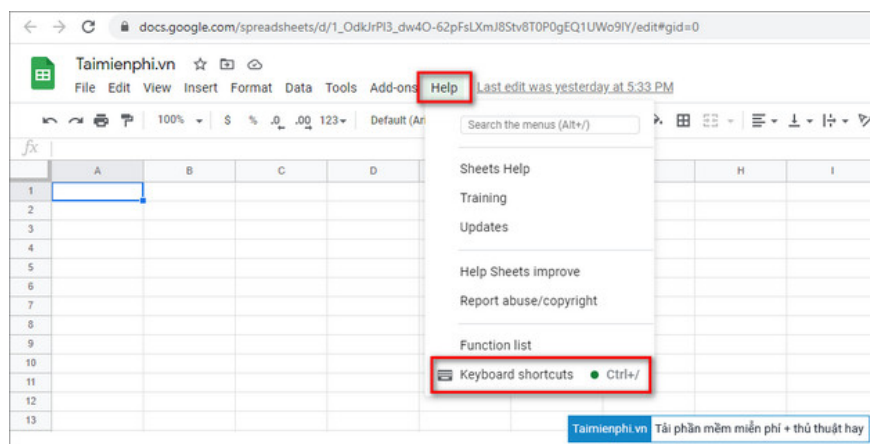 docs.google.com/spreadsheets/d/1_OdkJrPI3_dw4O-62pFsLXmJ8Stv8T0P0gEQ1UWo9IY/edit#gid=0
Taimienphi.vn
File Edit View Insert Format Data Tools Add-ons Help Last edit was yesterday at 5:33 PM
100% $ % .0 .00 123 Default (Ari
Search the menus (Alt+/)
fx
A B C D H I
Sheets Help
Training
Updates
Help Sheets improve
Report abuse/copyright
Function list
Keyboard shortcuts Ctrl+/
1
2
3
4
5
6
7
8
9
10
11
12
13
Taimienphi.vn Tải phần mềm miễn phí + thủ thuật hay